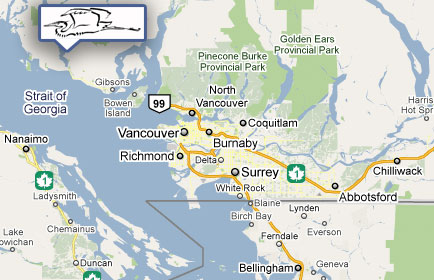 Golden Ears
Provincial Park
Pinecone Burke
Provincial Park
Gibsons
Bowen
Island
North
Vancouver
Harris
Hot Spr
Strait of
Georgia
99
Coquitlam
Vancouver
Burnaby
Nanaimo
Richmond
Delta
Surrey
1
Chilliwack
1
White Rock
Abbotsford
Ladysmith
Blaine
Birch Bay
Lynden
Chemainus
Lake
Cowichan
Ferndale
Everson
Geneva
Duncan
1
Bellingham